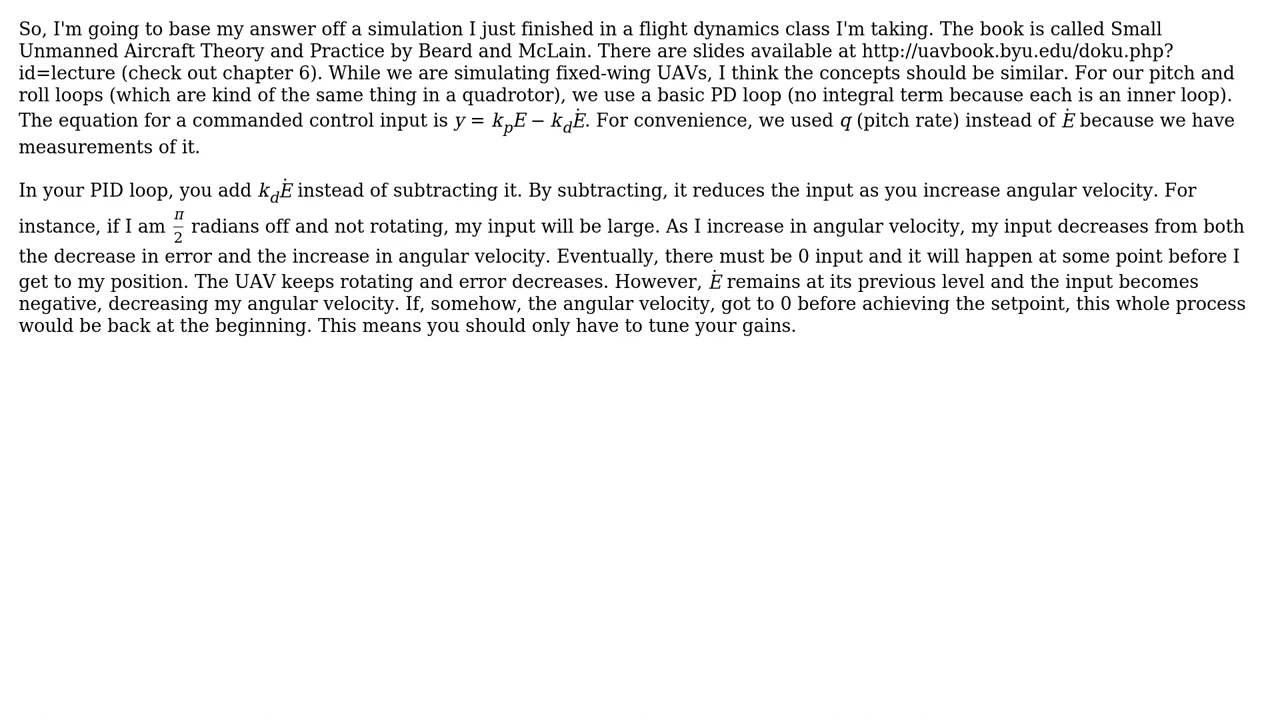 So, I'm going to base my answer off a simulation I just finished in a flight dynamics class I'm taking. The book is called Small
Unmanned Aircraft Theory and Practice by Beard and McLain. There are slides available at http://uavbook.byu.edu/doku.php?
id=lecture (check out chapter 6). While we are simulating fixed-wing UAVs, I think the concepts should be similar. For our pitch and
roll loops (which are kind of the same thing in a quadrotor), we use a basic PD loop (no integral term because each is an inner loop).
The equation for a commanded control input is $y = k_p E - k_d \dot{E}$. For convenience, we used $q$ (pitch rate) instead of $\dot{E}$ because we have
measurements of it.
In your PID loop, you add $k_d \dot{E}$ instead of subtracting it. By subtracting, it reduces the input as you increase angular velocity. For
instance, if I am $\frac{\pi}{2}$ radians off and not rotating, my input will be large. As I increase in angular velocity, my input decreases from both
the decrease in error and the increase in angular velocity. Eventually, there must be 0 input and it will happen at some point before I
get to my position. The UAV keeps rotating and error decreases. However, $\dot{E}$ remains at its previous level and the input becomes
negative, decreasing my angular velocity. If, somehow, the angular velocity, got to 0 before achieving the setpoint, this whole process
would be back at the beginning. This means you should only have to tune your gains.